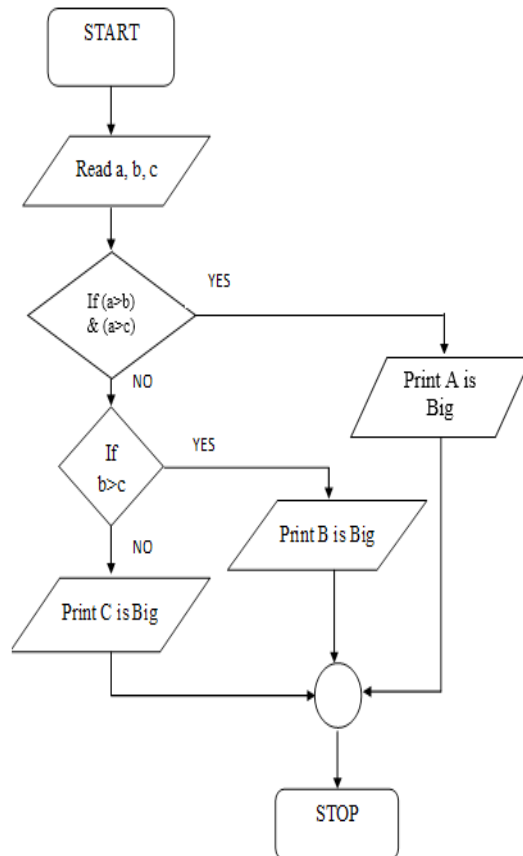 START
Read a, b, c
If (a>b)
& (a>c)
YES
NO
Print A is
Big
If
b>c
YES
NO
Print B is Big
Print C is Big
STOP